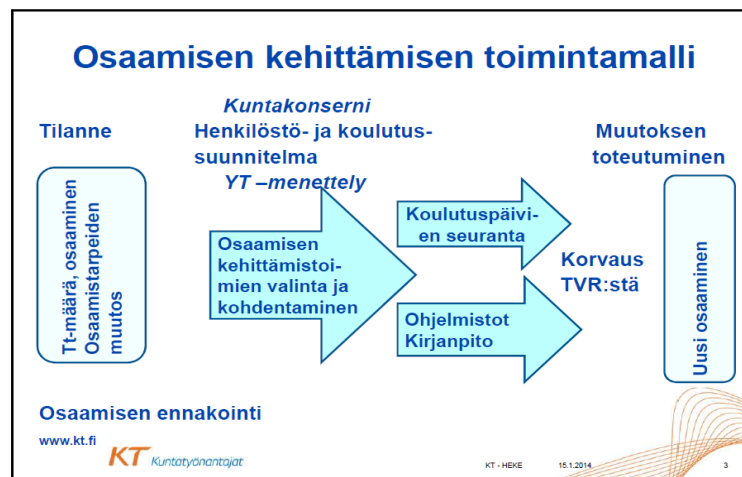 Osaamisen kehittämisen toimintamalli
Kuntakonserni
Tilanne
Henkilöstö- ja koulutus-
suunnitelma
YT –menettely
Muutoksen
toteutuminen
Tt-määrä, osaaminen
Osaamistarpeiden
muutos
Osaamisen
kehittämistoi-
mien valinta ja
kohdentaminen
Koulutuspäivi-
en seuranta
Ohjelmistot
Kirjanpito
Korvaus
TVR:stä
Uusi osaaminen
Osaamisen ennakointi
www.kt.fi
KT Kuntatyönantajat
KT - HEKE
15.1.2014
3